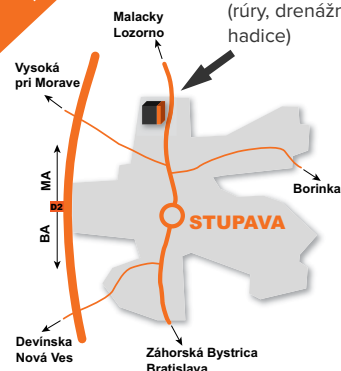 (rúry, drenážn
hadice)
Malacky
Lozorno
Vysoká
pri Morave
MA
D2
BA
Borinka
STUPAVA
Devínska
Nová Ves
Záhorská Bystrica
Bratislava